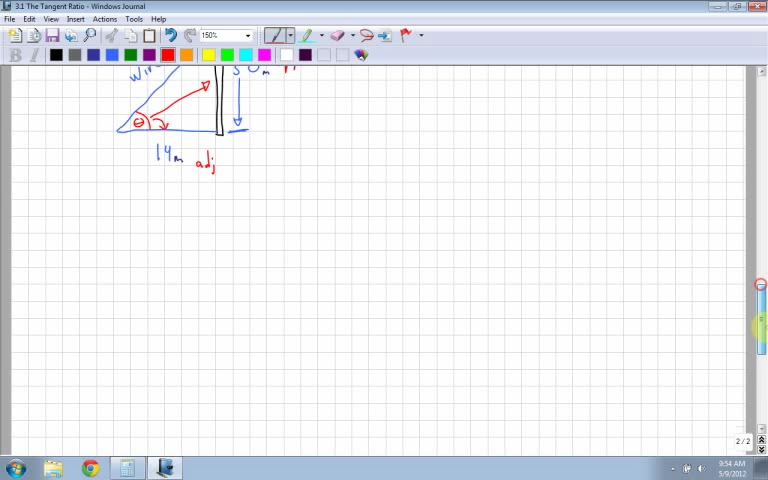 3.1 The Tangent Ratio - Windows Journal
File Edit View Insert Actions Tools Help
150%
B I
θ
14m adj
2 / 2
9:54 AM
5/9/2012